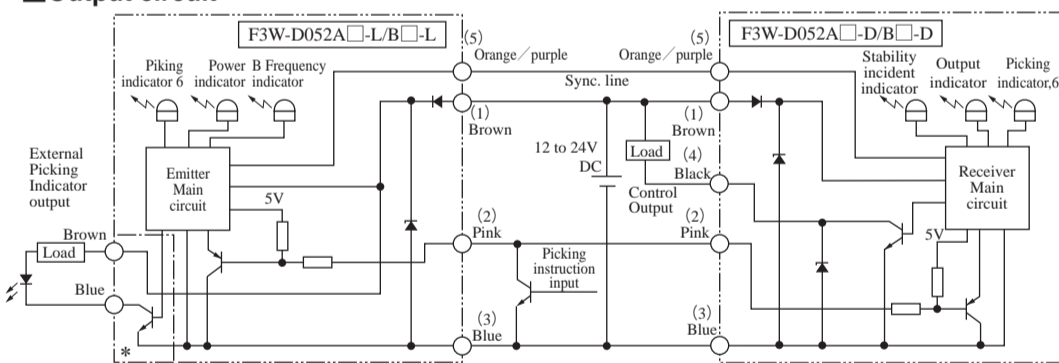 Output circuit
F3W-D052A□-L/B□-L
F3W-D052A□-D/B□-D
(5)
Orange/purple
Orange/purple
(5)
Sync. line
Piking
indicator 6
Power
indicator
B Frequency
indicator
Stability
incident
indicator
Output
indicator
Picking
indicator,6
(1)
Brown
(1)
Brown
12 to 24V
DC
Load
(4)
Black
Control
Output
External
Picking
Indicator
output
Emitter
Main
circuit
Receiver
Main
circuit
5V
5V
(2)
Pink
(2)
Pink
Brown
Load
Blue
Picking
instruction
input
(3)
Blue
(3)
Blue
*